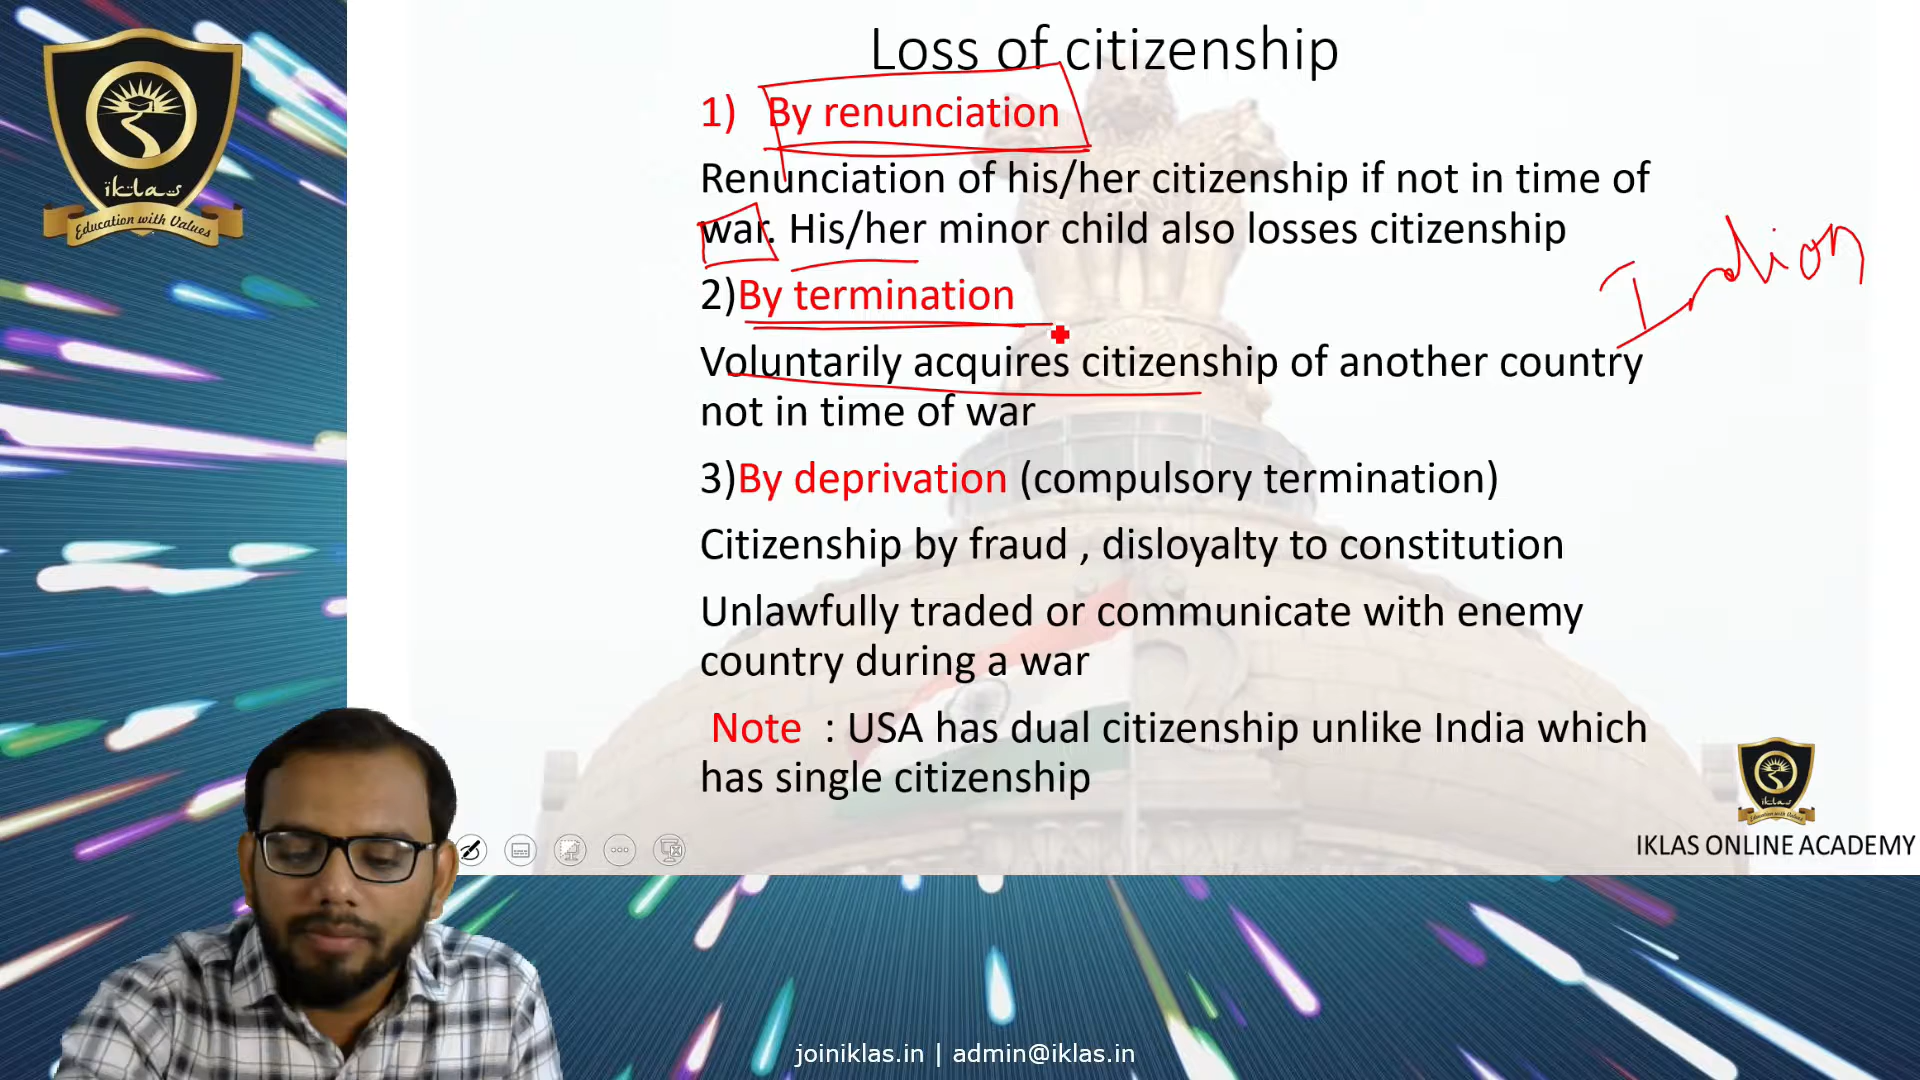 iklas
Education with Values
Loss of citizenship
1) By renunciation
Renunciation of his/her citizenship if not in time of
war. His/her minor child also losses citizenship
Indian
2)By termination
Voluntarily acquires citizenship of another country
not in time of war
3)By deprivation (compulsory termination)
Citizenship by fraud , disloyalty to constitution
Unlawfully traded or communicate with enemy
country during a war
Note : USA has dual citizenship unlike India which
has single citizenship
iklas
Education with Values
IKLAS ONLINE ACADEMY
joiniklas.in | admin@iklas.in